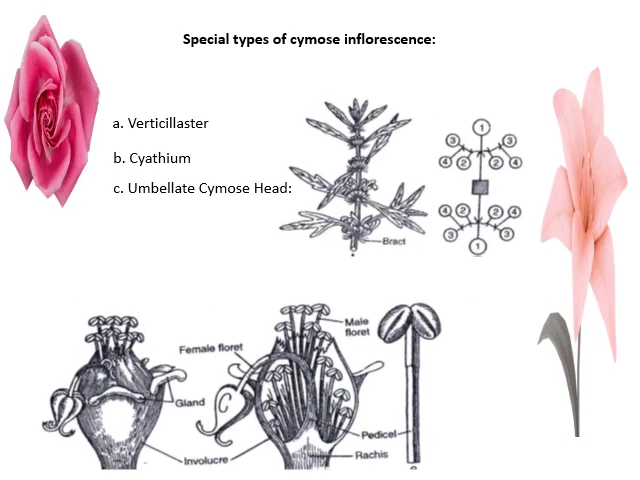 Special types of cymose inflorescence:
a. Verticillaster
b. Cyathium
c. Umbellate Cymose Head:
1
3 3
4 2 2 4
4 2 2 4
3 3
1
Bract
Male
floret
Female floret
Gland
Pedicel
Involucre
Rachis